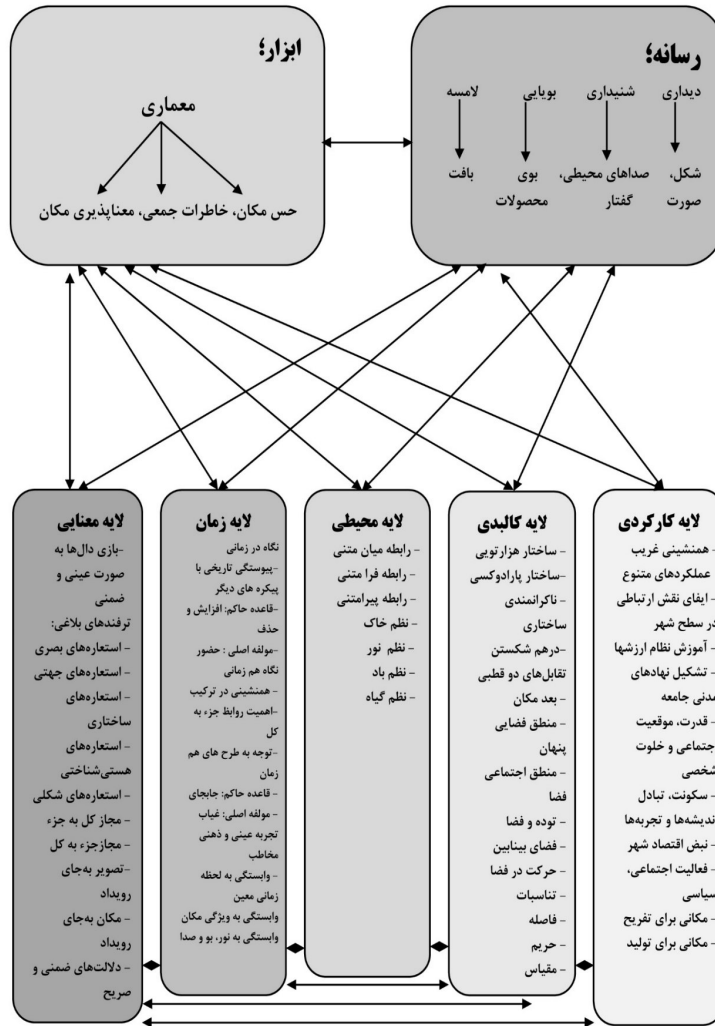 رسانه؛
دیداری
شنیداری
بویایی
لامسه
شکل،
صورت
صداهای محیطی،
گفتار
بوی
محصولات
بافت
ابزار؛
معماری
حس مکان، خاطرات جمعی، معناپذیری مکان
لایه کارکردی
- همنشینی غریب
عملکردهای متنوع
- ایفای نقش ارتباطی
در سطح شهر
- آموزش نظام ارزشها
- تشکیل نهادهای
مدنی جامعه
- قدرت، موقعیت
جتماعی و خلوت
شخصی
- سکونت، تبادل
ندیشه‌ها و تجربه‌ها
- نبض اقتصاد شهر
- فعالیت اجتماعی،
سیاسی
- مکانی برای تفریح
- مکانی برای تولید
لایه کالبدی
- ساختار هزارتویی
-ساختار پارادوکسی
- ناکرانمندی
ساختاری
-درهم شکستن
تقابل‌های دو قطبی
- بعد مکان
- منطق فضایی
پنهان
- منطق اجتماعی
فضا
- توده و فضا
- فضای بینابین
- حرکت در فضا
- تناسبات
- فاصله
- حریم
- مقیاس
لایه محیطی
- رابطه میان متنی
- رابطه فرا متنی
- رابطه پیرامتنی
- نظم خاک
- نظم نور
- نظم باد
- نظم گیاه
لایه زمان
نگاه در زمانی
-پیوستگی تاریخی با
پیکره های دیگر
-قاعده حاکم: افزایش و
حذف
-مولفه اصلی : حضور
نگاه هم زمانی
- همنشینی در ترکیب
-اهمیت روابط جزء به
کل
-توجه به طرح های هم
زمان
- قاعده حاکم: جابجای
- مولفه اصلی: غیاب
تجربه عینی و ذهنی
مخاطب
- وابستگی به لحظه
زمانی معین
وابستگی به ویژگی مکان
وابستگی به نور، بو و صدا
لایه معنایی
-بازی دال‌ها به
صورت عینی و
ضمنی
ترفندهای بلاغی:
- استعاره‌های بصری
- استعاره‌های جهتی
- استعاره‌های
ساختاری
- استعاره‌های
هستی‌شناختی
- استعاره‌های شکلی
- مجاز کل به جزء
- مجازجزء به کل
-تصویر به‌جای
رویداد
- مکان به‌جای
رویداد
- دلالت‌های ضمنی و
صریح